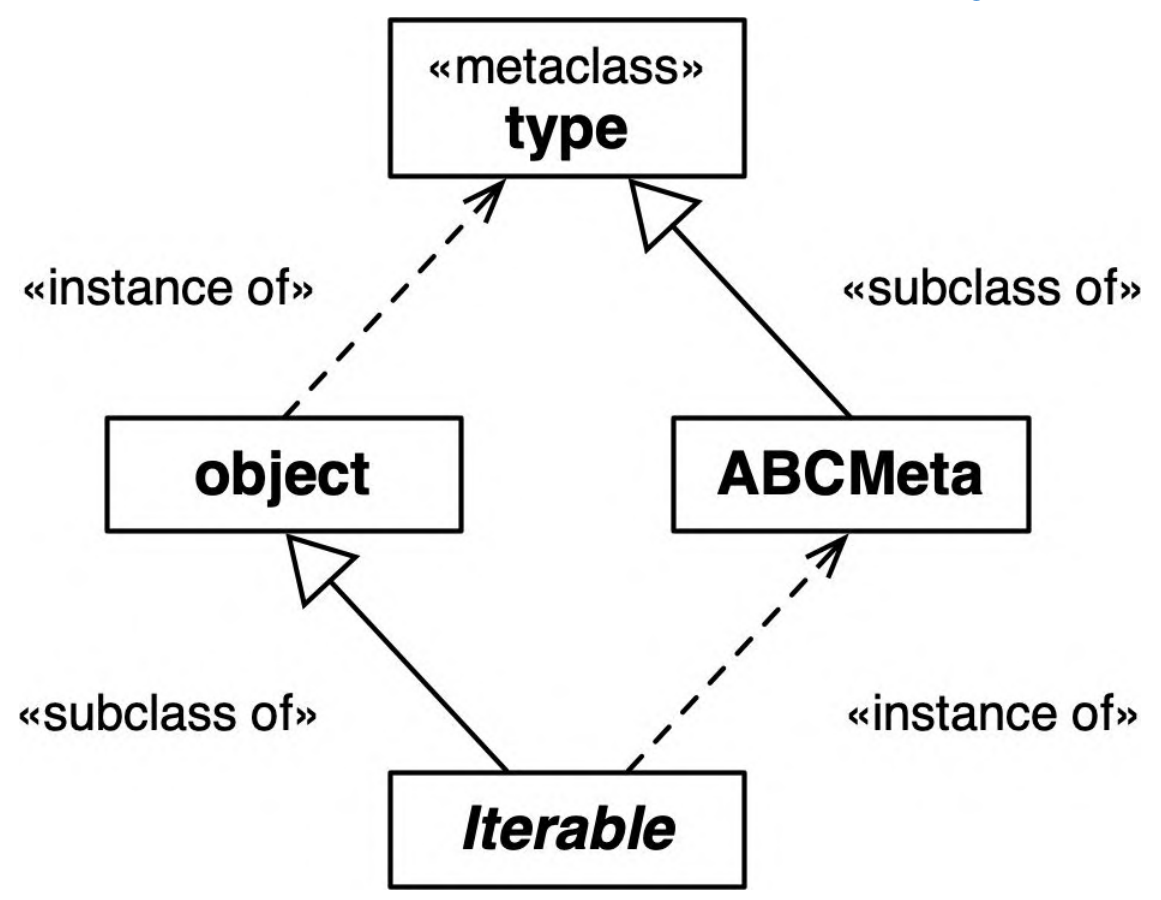 «metaclass»
type
«instance of»
«subclass of»
object
ABCMeta
«subclass of»
«instance of»
Iterable